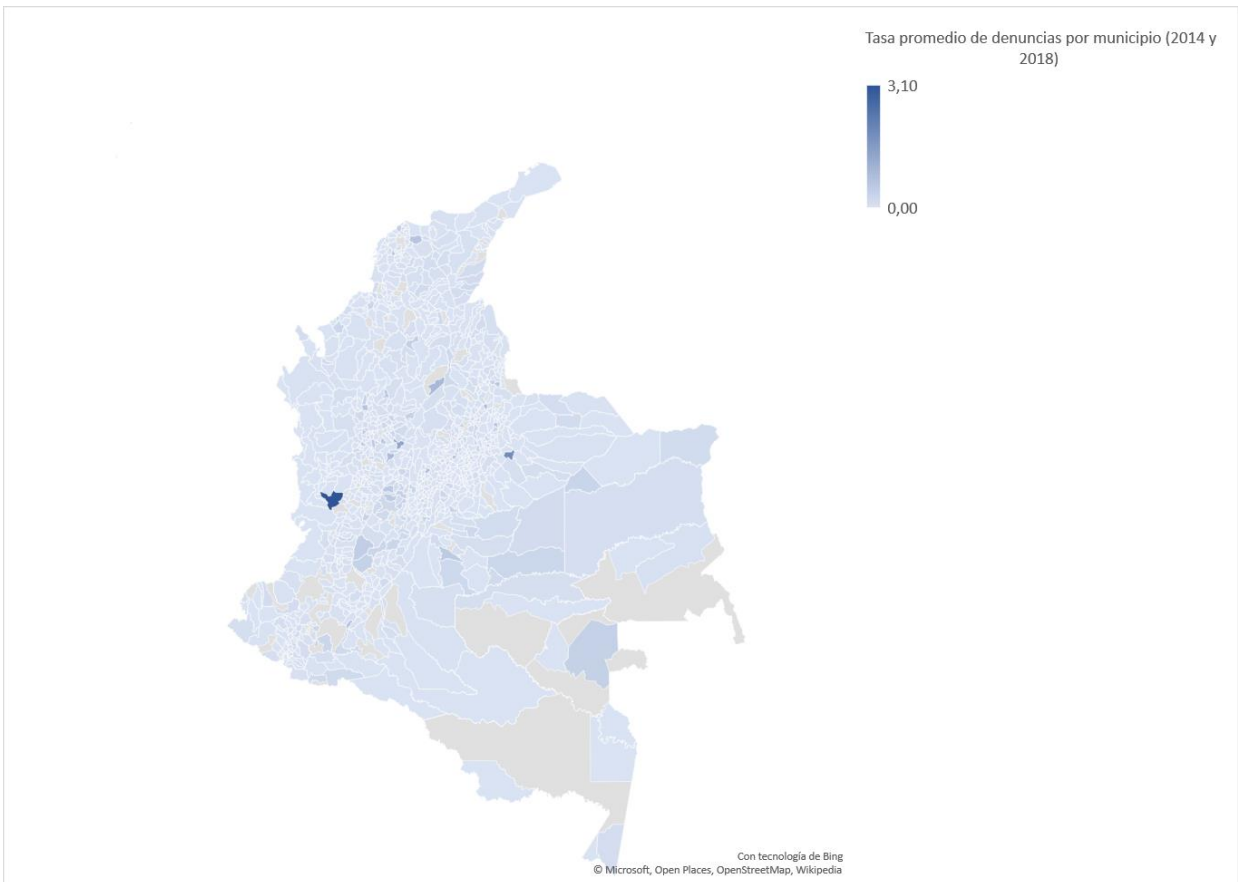 Tasa promedio de denuncias por municipio (2014 y
2018)
3,10
0,00
Con tecnología de Bing
© Microsoft, Open Places, OpenStreetMap, Wikipedia